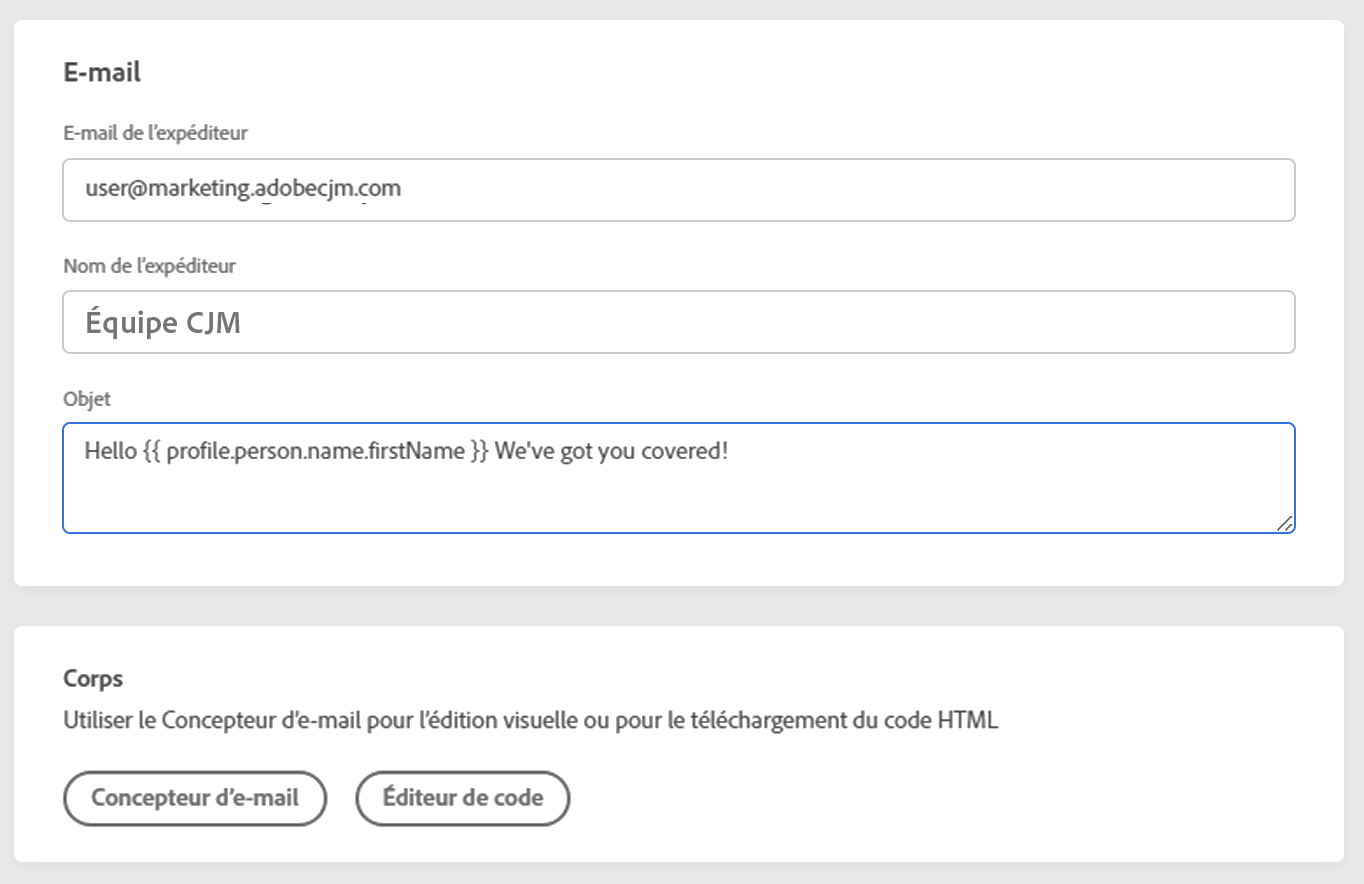 E-mail
E-mail de l’expéditeur
user@marketing.adobecjm.com
Nom de l’expéditeur
Équipe CJM
Objet
Hello {{ profile.person.name.firstName }} We've got you covered!
Corps
Utiliser le Concepteur d’e-mail pour l’édition visuelle ou pour le téléchargement du code HTML
Concepteur d’e-mail
Éditeur de code